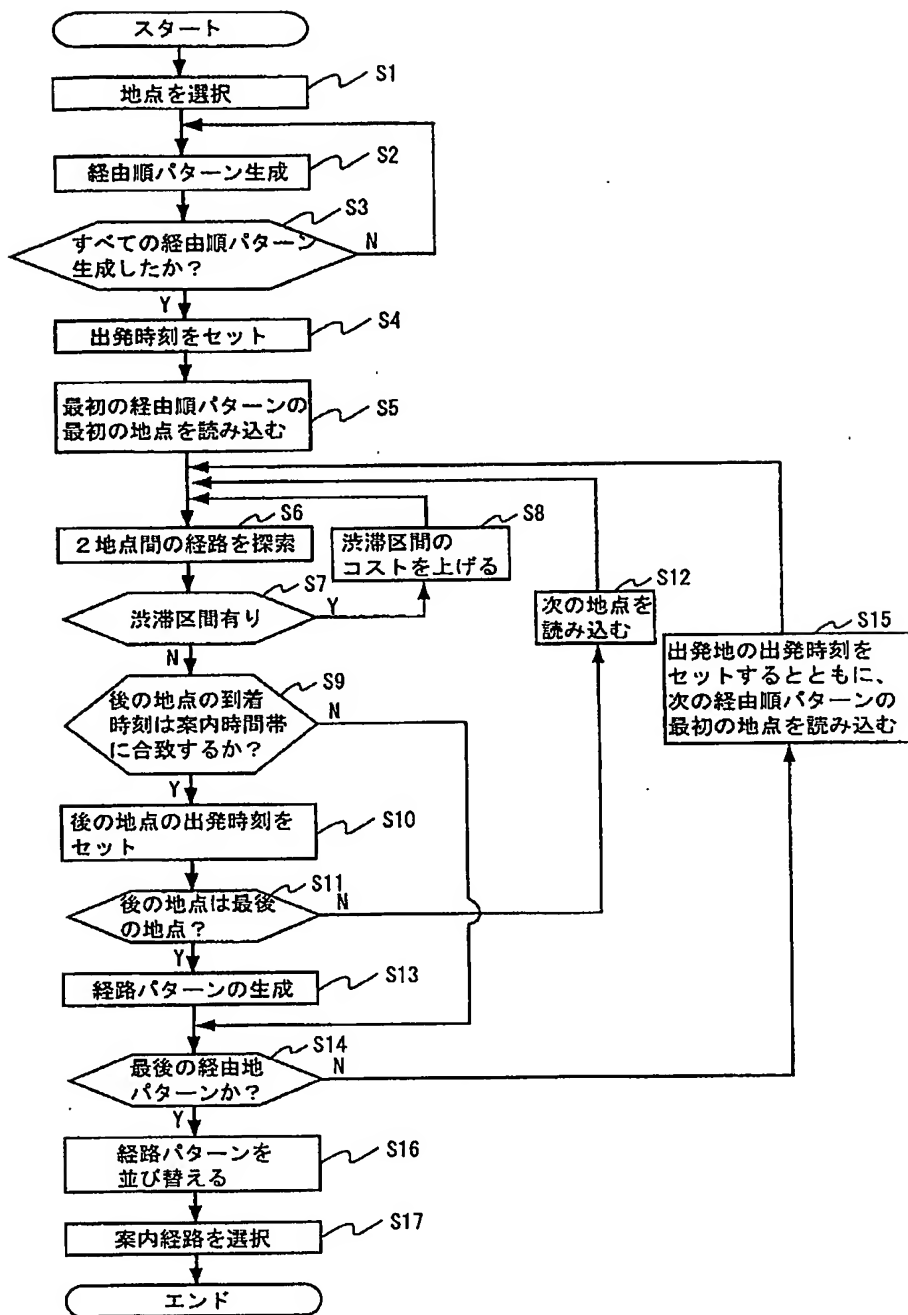 スタート
地点を選択
S1
経由順パターン生成
S2
すべての経由順パターン
生成したか？
S3
N
Y
出発時刻をセット
S4
最初の経由順パターンの
最初の地点を読み込む
S5
2地点間の経路を探索
S6
渋滞区間有り
S7
Y
N
渋滞区間の
コストを上げる
S8
後の地点の到着
時刻は案内時間帯
に合致するか？
S9
N
Y
後の地点の出発時刻を
セット
S10
後の地点は最後
の地点？
S11
N
Y
次の地点を
読み込む
S12
経路パターンの生成
S13
最後の経由地
パターンか？
S14
N
Y
出発地の出発時刻を
セットするとともに、
次の経由順パターンの
最初の地点を読み込む
S15
経路パターンを
並び替える
S16
案内経路を選択
S17
エンド